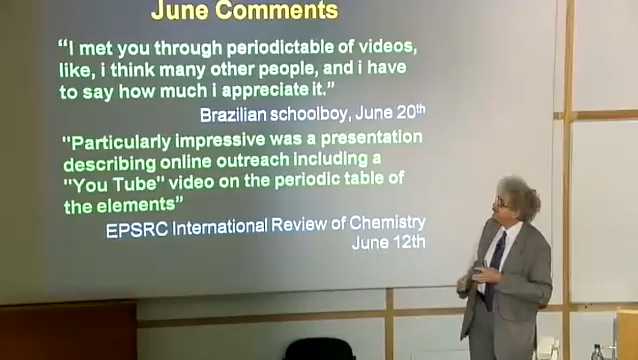 June Comments
“I met you through periodictable of videos,
like, i think many other people, and i have
to say how much i appreciate it.”
Brazilian schoolboy, June 20th
"Particularly impressive was a presentation
describing online outreach including a
"You Tube" video on the periodic table of
the elements”
EPSRC International Review of Chemistry
June 12th